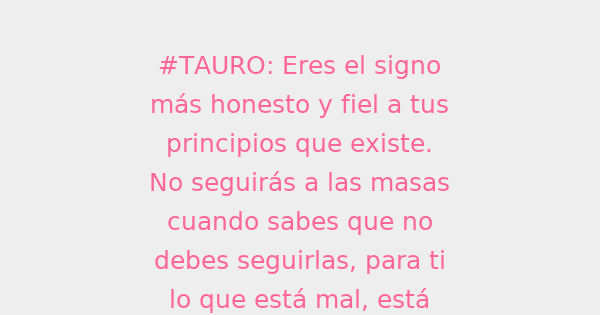 #TAURO: Eres el signo
más honesto y fiel a tus
principios que existe.
No seguirás a las masas
cuando sabes que no
debes seguirlas, para ti
lo que está mal, está